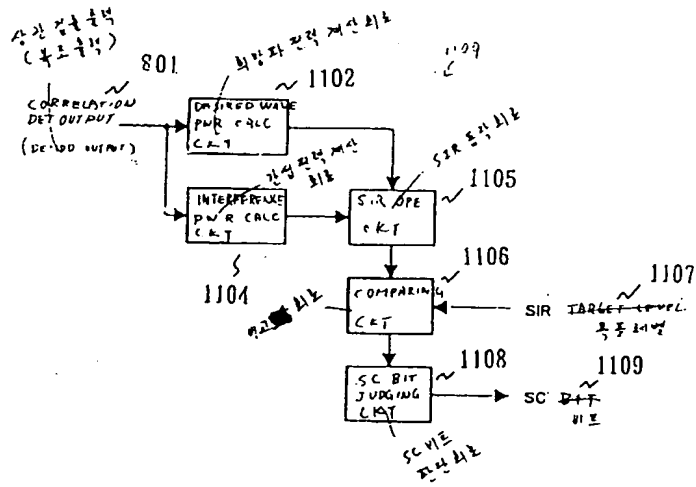 상관 검출 출력
(복조 출력)
801
희망파 전력 계산 회로
1102
1109
CORRELATION
DET OUTPUT
(DEMOD OUTPUT)
DESIRED WAVE
PWR CALC
CKT
간섭 전력 계산
회로
SIR 동작 회로
1105
INTERFERENCE
PWR CALC
CKT
SIR OPE
CKT
1104
1106
COMPARING
CKT
1107
SIR TARGET LEVEL
목표 레벨
회로
1108
SC BIT
JUDGING
CKT
1109
SC BIT
비트
SC 비트
판단 회로